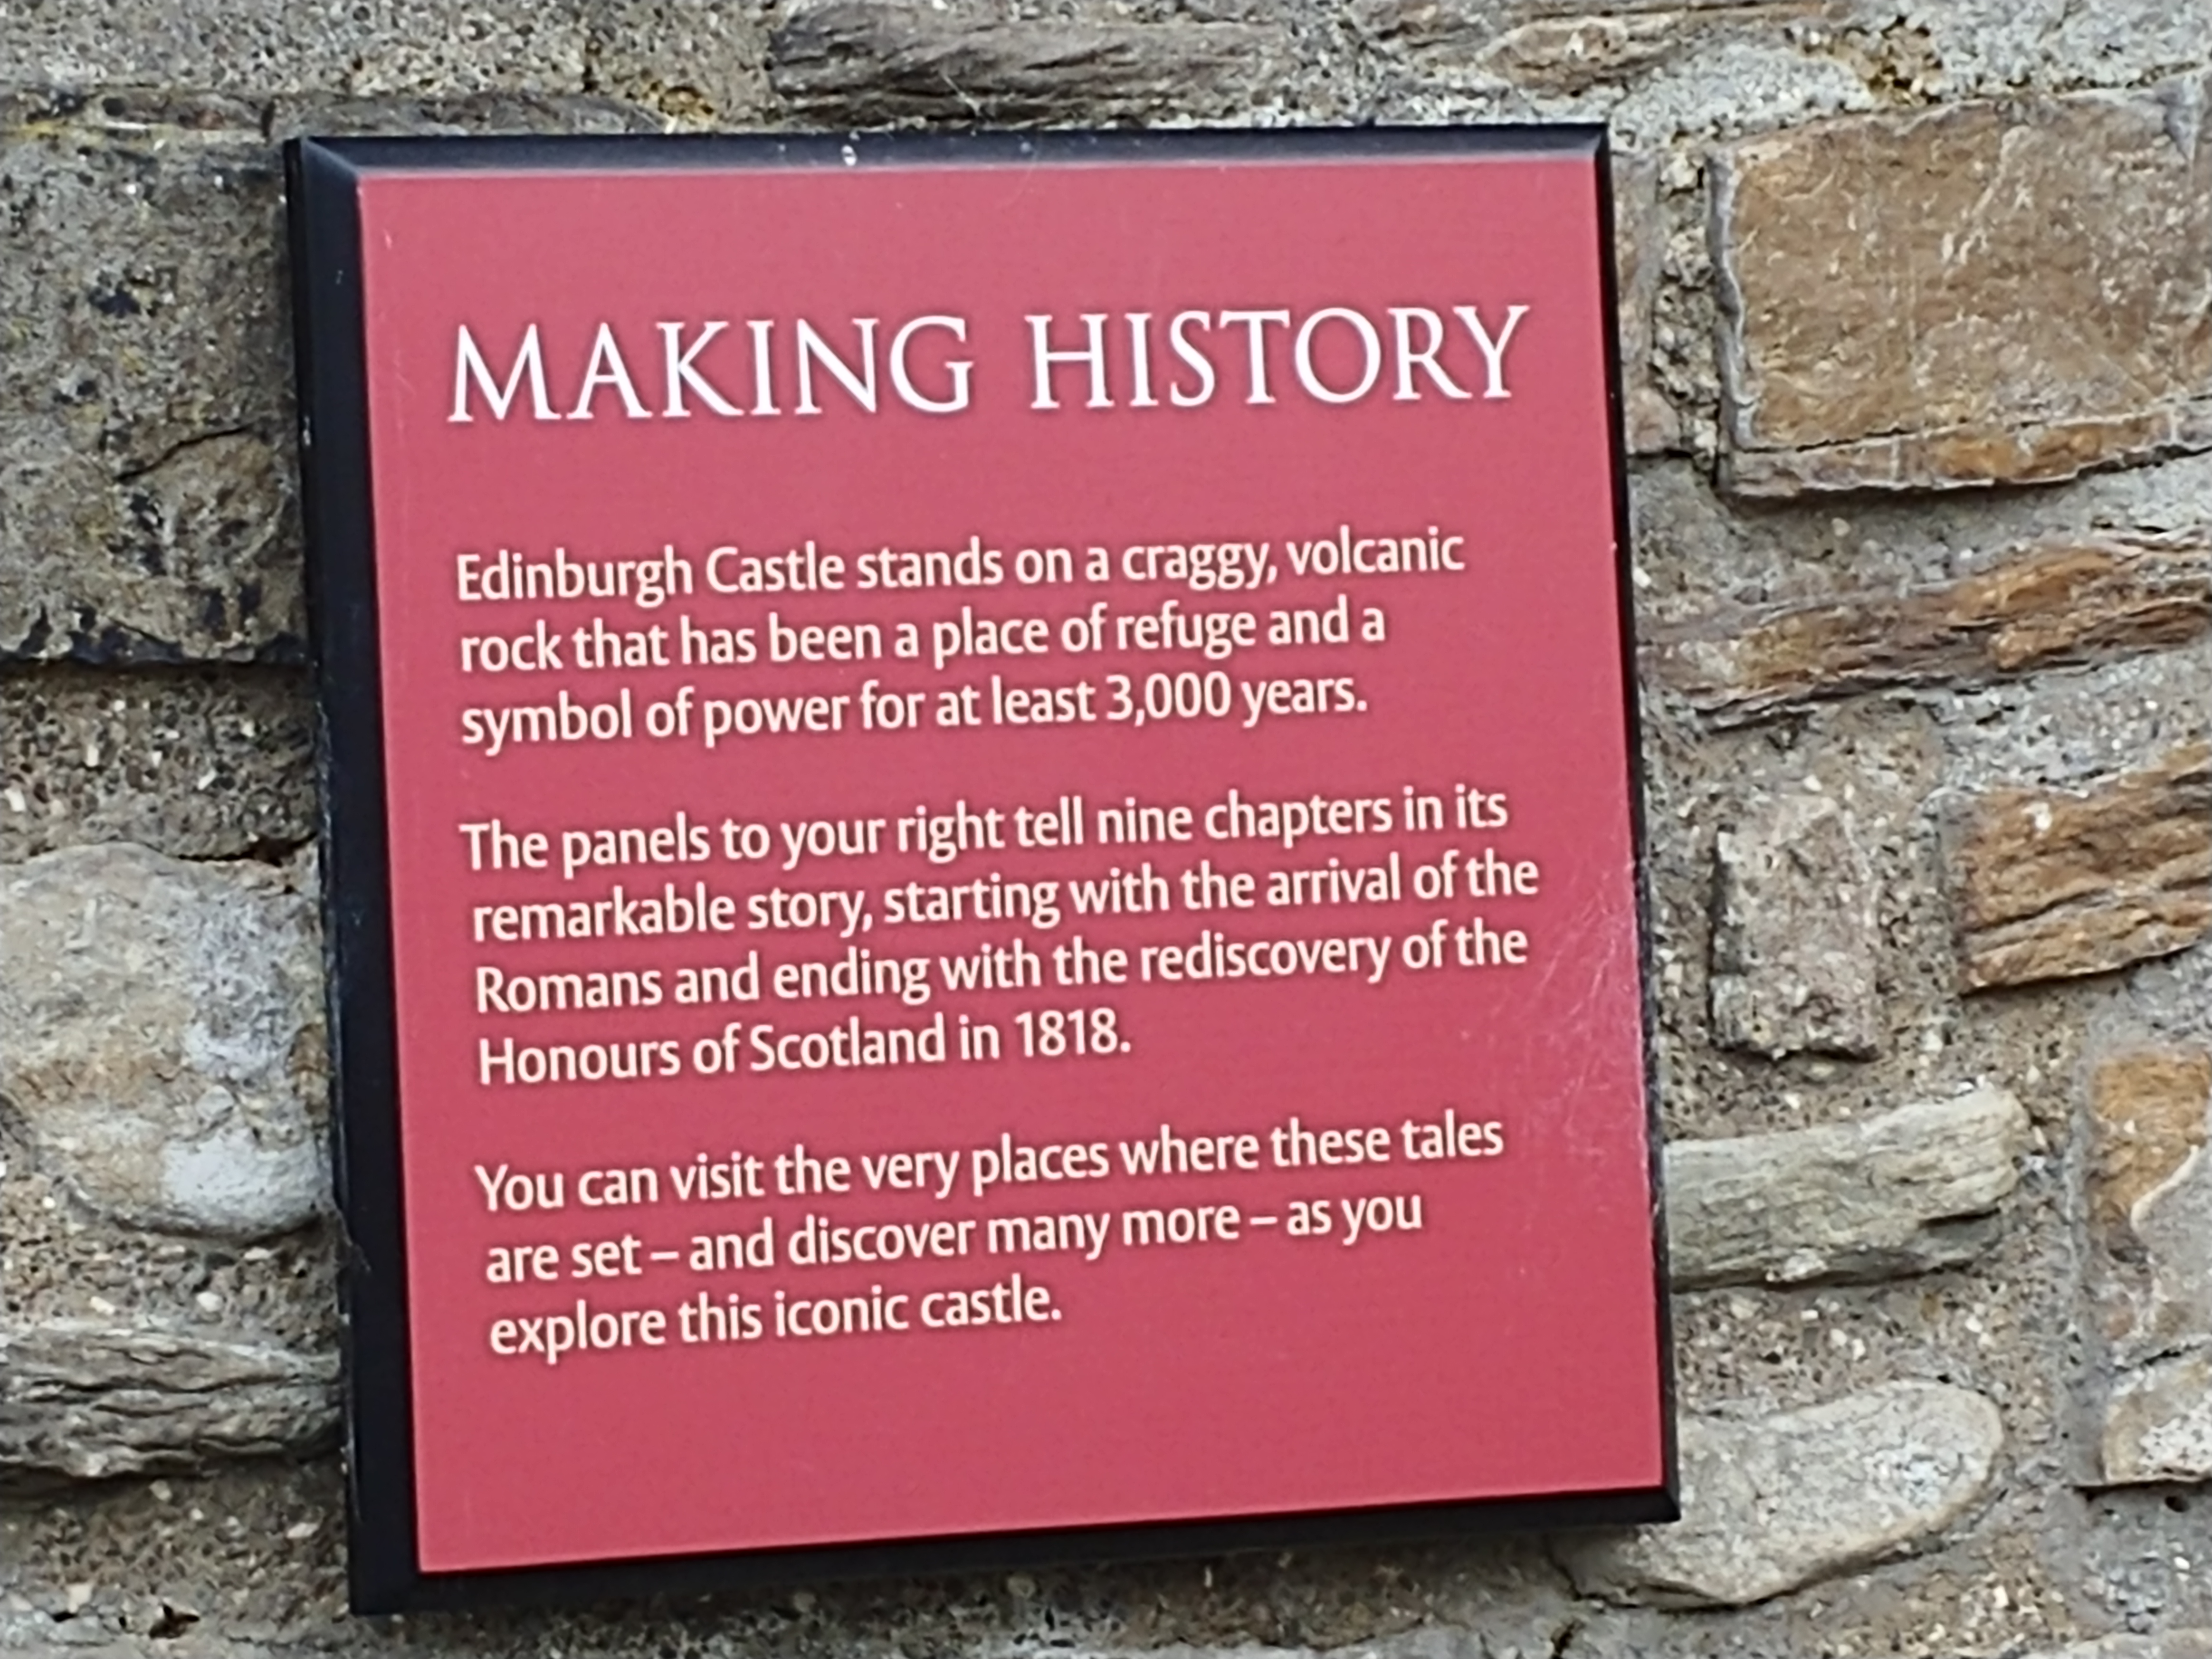 MAKING HISTORY
Edinburgh Castle stands on a craggy, volcanic
rock that has been a place of refuge and a
symbol of power for at least 3,000 years.
The panels to your right tell nine chapters in its
remarkable story, starting with the arrival of the
Romans and ending with the rediscovery of the
Honours of Scotland in 1818.
You can visit the very places where these tales
are set – and discover many more – as you
explore this iconic castle.